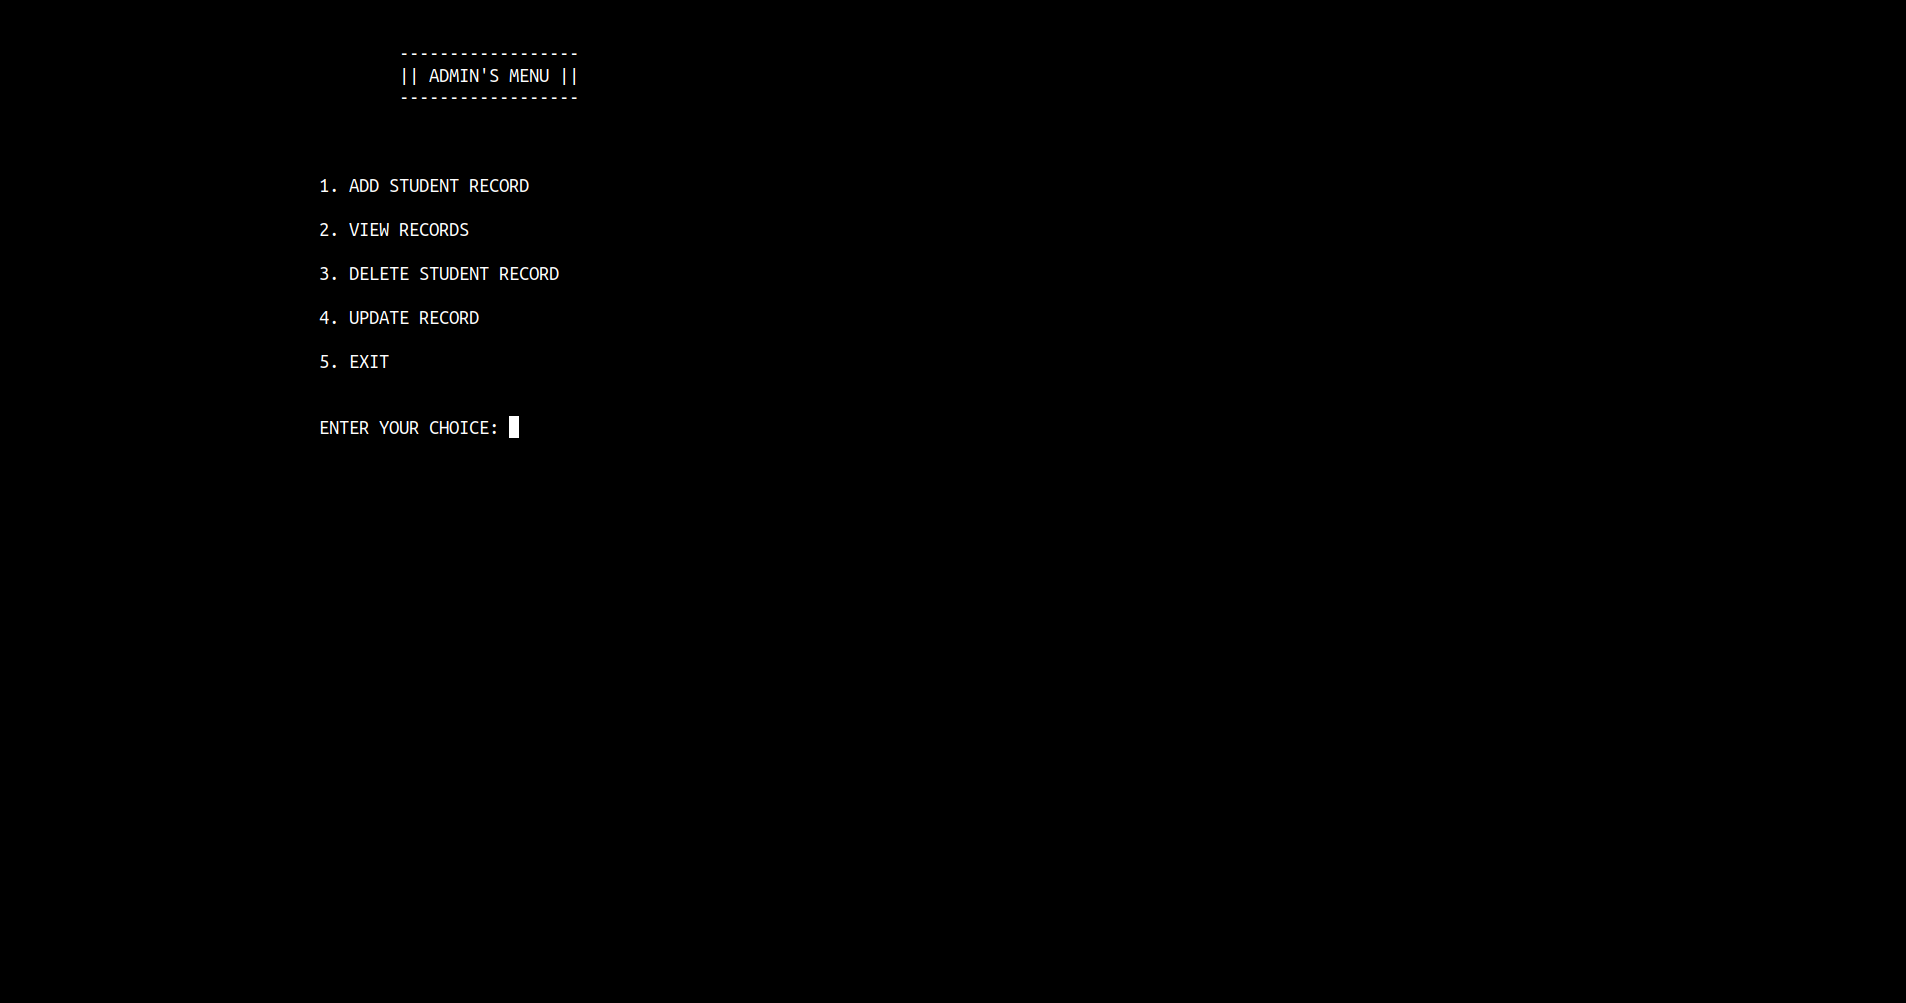 ------------------
|| ADMIN'S MENU ||
------------------
1. ADD STUDENT RECORD
2. VIEW RECORDS
3. DELETE STUDENT RECORD
4. UPDATE RECORD
5. EXIT
ENTER YOUR CHOICE: